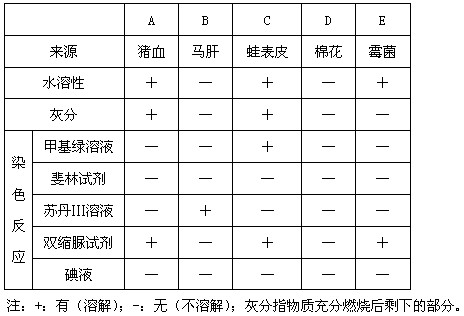 A B C D E
来源 猪血 马肝 蛙表皮 棉花 霉菌
水溶性 + — + — +
灰分 + — + — —
染色反应
甲基绿溶液 — — + — —
斐林试剂 — — — — —
苏丹III溶液 — + — — —
双缩脲试剂 + — + — +
碘液 — — — — —
注：+：有（溶解）；-：无（不溶解）；灰分指物质充分燃烧后剩下的部分。